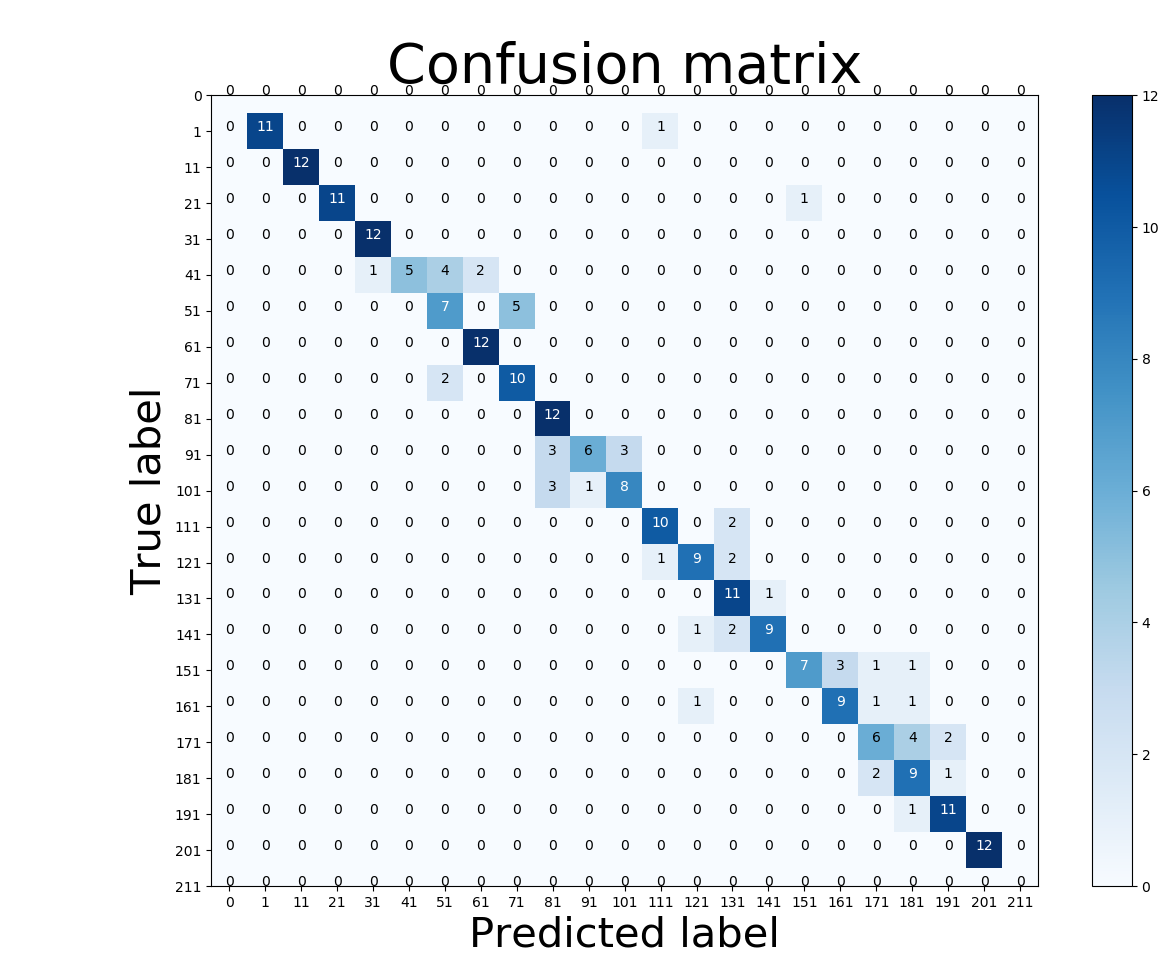 Confusion matrix
0 0 0 0 0 0 0 0 0 0 0 0 0 0 0 0 0 0 0 0 0 0 0 0
1 0 11 0 0 0 0 0 0 0 0 0 0 1 0 0 0 0 0 0 0 0 0 0
11 0 0 12 0 0 0 0 0 0 0 0 0 0 0 0 0 0 0 0 0 0 0 0
21 0 0 0 11 0 0 0 0 0 0 0 0 0 0 0 0 1 0 0 0 0 0 0
31 0 0 0 0 12 0 0 0 0 0 0 0 0 0 0 0 0 0 0 0 0 0 0
41 0 0 0 0 1 5 4 2 0 0 0 0 0 0 0 0 0 0 0 0 0 0 0
51 0 0 0 0 0 0 7 0 5 0 0 0 0 0 0 0 0 0 0 0 0 0 0
61 0 0 0 0 0 0 0 12 0 0 0 0 0 0 0 0 0 0 0 0 0 0 0
71 0 0 0 0 0 0 2 0 10 0 0 0 0 0 0 0 0 0 0 0 0 0 0
81 0 0 0 0 0 0 0 0 0 12 0 0 0 0 0 0 0 0 0 0 0 0 0
91 0 0 0 0 0 0 0 0 0 3 6 3 0 0 0 0 0 0 0 0 0 0 0
101 0 0 0 0 0 0 0 0 0 3 1 8 0 0 0 0 0 0 0 0 0 0 0
111 0 0 0 0 0 0 0 0 0 0 0 0 10 0 2 0 0 0 0 0 0 0 0
121 0 0 0 0 0 0 0 0 0 0 0 0 1 9 2 0 0 0 0 0 0 0 0
131 0 0 0 0 0 0 0 0 0 0 0 0 0 0 11 1 0 0 0 0 0 0 0
141 0 0 0 0 0 0 0 0 0 0 0 0 0 1 2 9 0 0 0 0 0 0 0
151 0 0 0 0 0 0 0 0 0 0 0 0 0 0 0 0 7 3 1 1 0 0 0
161 0 0 0 0 0 0 0 0 0 0 0 0 0 1 0 0 0 9 1 1 0 0 0
171 0 0 0 0 0 0 0 0 0 0 0 0 0 0 0 0 0 0 6 4 2 0 0
181 0 0 0 0 0 0 0 0 0 0 0 0 0 0 0 0 0 0 2 9 1 0 0
191 0 0 0 0 0 0 0 0 0 0 0 0 0 0 0 0 0 0 0 1 11 0 0
201 0 0 0 0 0 0 0 0 0 0 0 0 0 0 0 0 0 0 0 0 0 12 0
211 0 0 0 0 0 0 0 0 0 0 0 0 0 0 0 0 0 0 0 0 0 0 0
0 1 11 21 31 41 51 61 71 81 91 101 111 121 131 141 151 161 171 181 191 201 211
Predicted label
True label
12
10
8
6
4
2
0